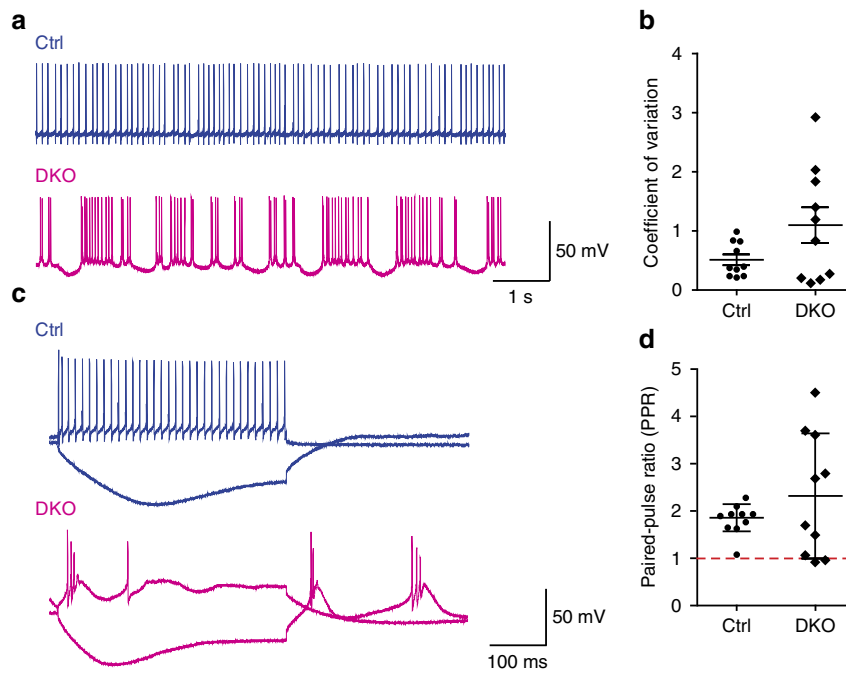 a
Ctrl
DKO
50 mV
1 s
b
Coefficient of variation
4
3
2
1
0
Ctrl
DKO
c
Ctrl
DKO
50 mV
100 ms
d
Paired-pulse ratio (PPR)
5
4
3
2
1
0
Ctrl
DKO